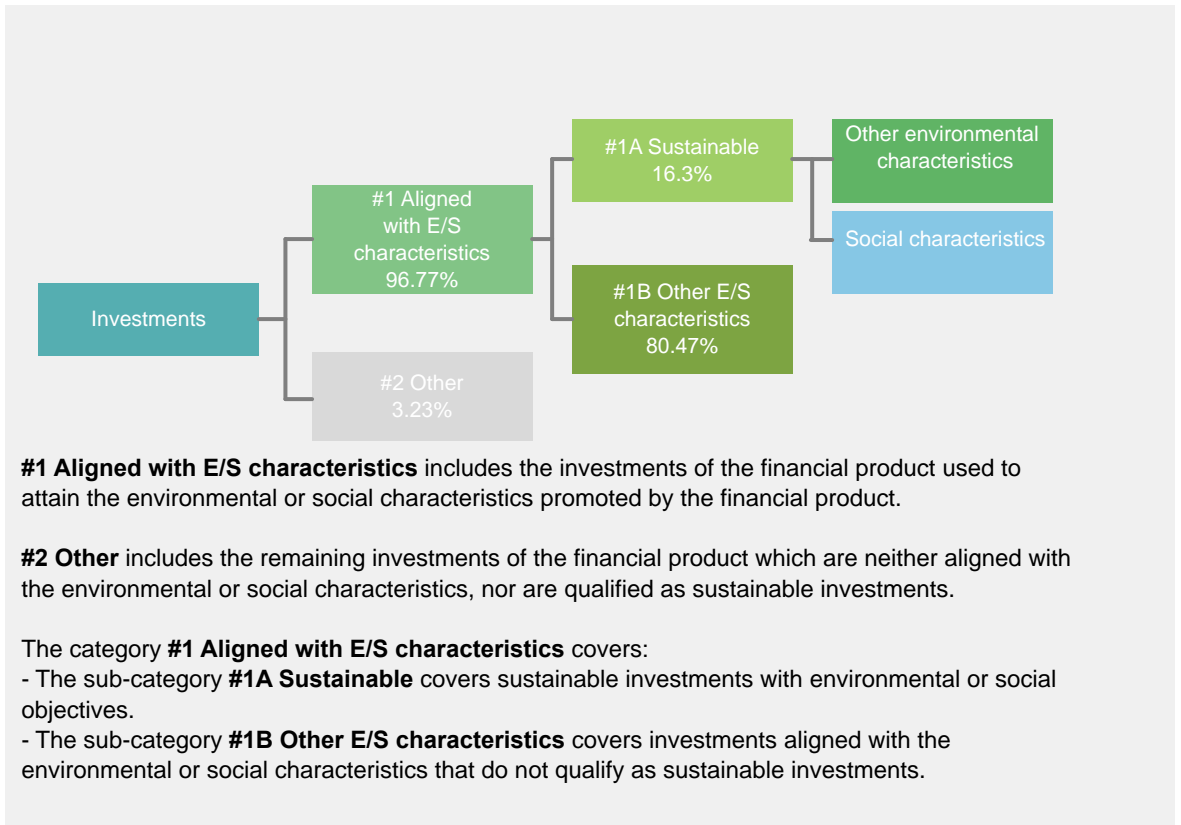 Investments
#1 Aligned
with E/S
characteristics
96.77%
#2 Other
3.23%
#1A Sustainable
16.3%
#1B Other E/S
characteristics
80.47%
Other environmental
characteristics
Social characteristics
#1 Aligned with E/S characteristics includes the investments of the financial product used to
attain the environmental or social characteristics promoted by the financial product.
#2 Other includes the remaining investments of the financial product which are neither aligned with
the environmental or social characteristics, nor are qualified as sustainable investments.
The category #1 Aligned with E/S characteristics covers:
- The sub-category #1A Sustainable covers sustainable investments with environmental or social
objectives.
- The sub-category #1B Other E/S characteristics covers investments aligned with the
environmental or social characteristics that do not qualify as sustainable investments.